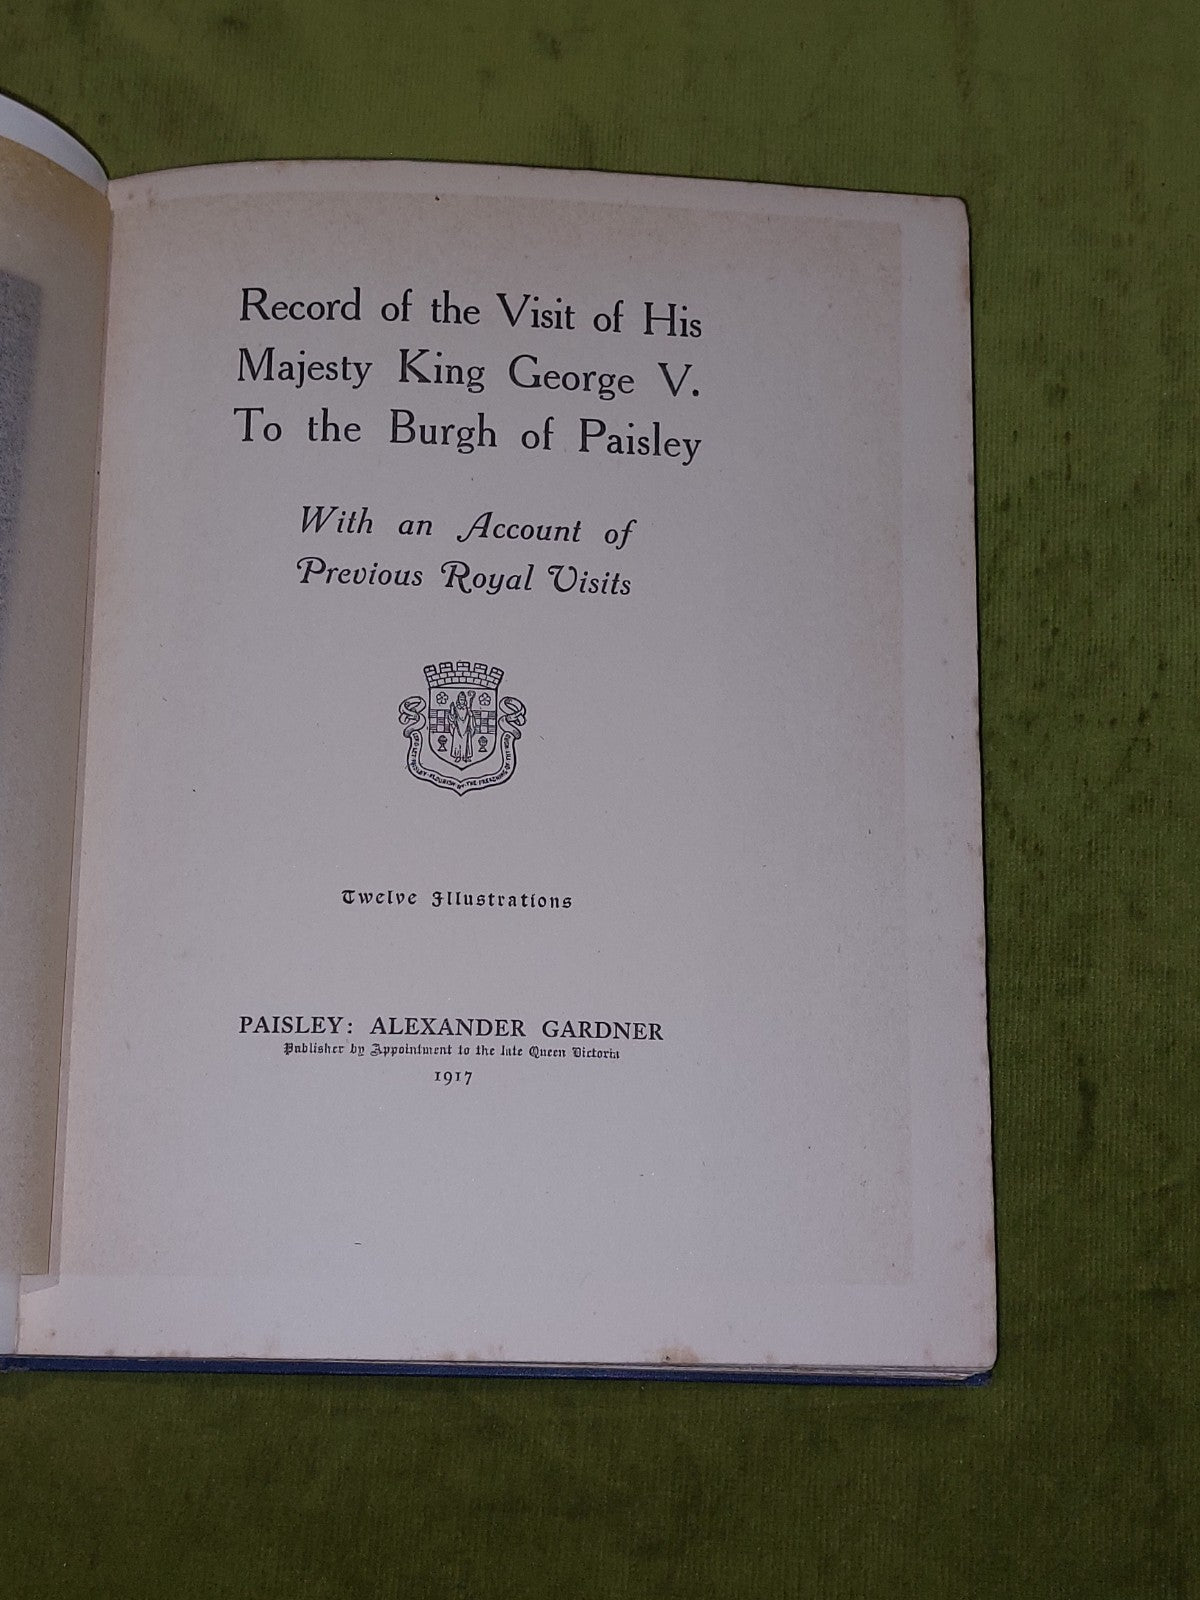 Record of the Visit of His
Majesty King George V.
To the Burgh of Paisley
With an Account of
Previous Royal Visits
Twelve Illustrations
PAISLEY: ALEXANDER GARDNER
Publisher by Appointment to the late Queen Victoria
1917